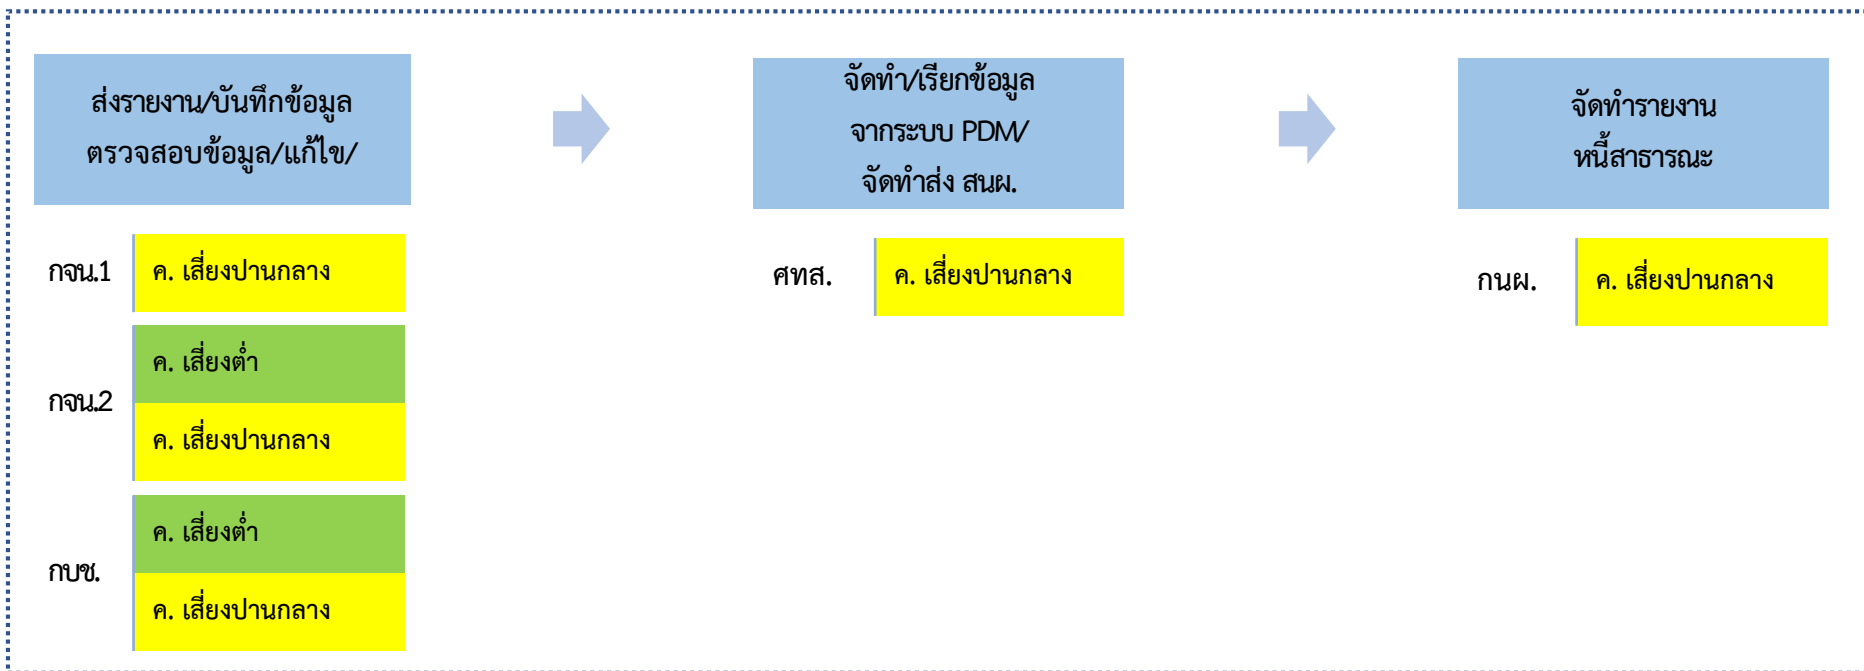 ส่งรายงาน/บันทึกข้อมูล
ตรวจสอบข้อมูล/แก้ไข/
จัดทำ/เรียกข้อมูล
จากระบบ PDM/
จัดทำส่ง สนผ.
จัดทำรายงาน
หนี้สาธารณะ
กจน.1
ค. เสี่ยงปานกลาง
ศทส.
ค. เสี่ยงปานกลาง
กนผ.
ค. เสี่ยงปานกลาง
กจน.2
ค. เสี่ยงต่ำ
ค. เสี่ยงปานกลาง
กบช.
ค. เสี่ยงต่ำ
ค. เสี่ยงปานกลาง